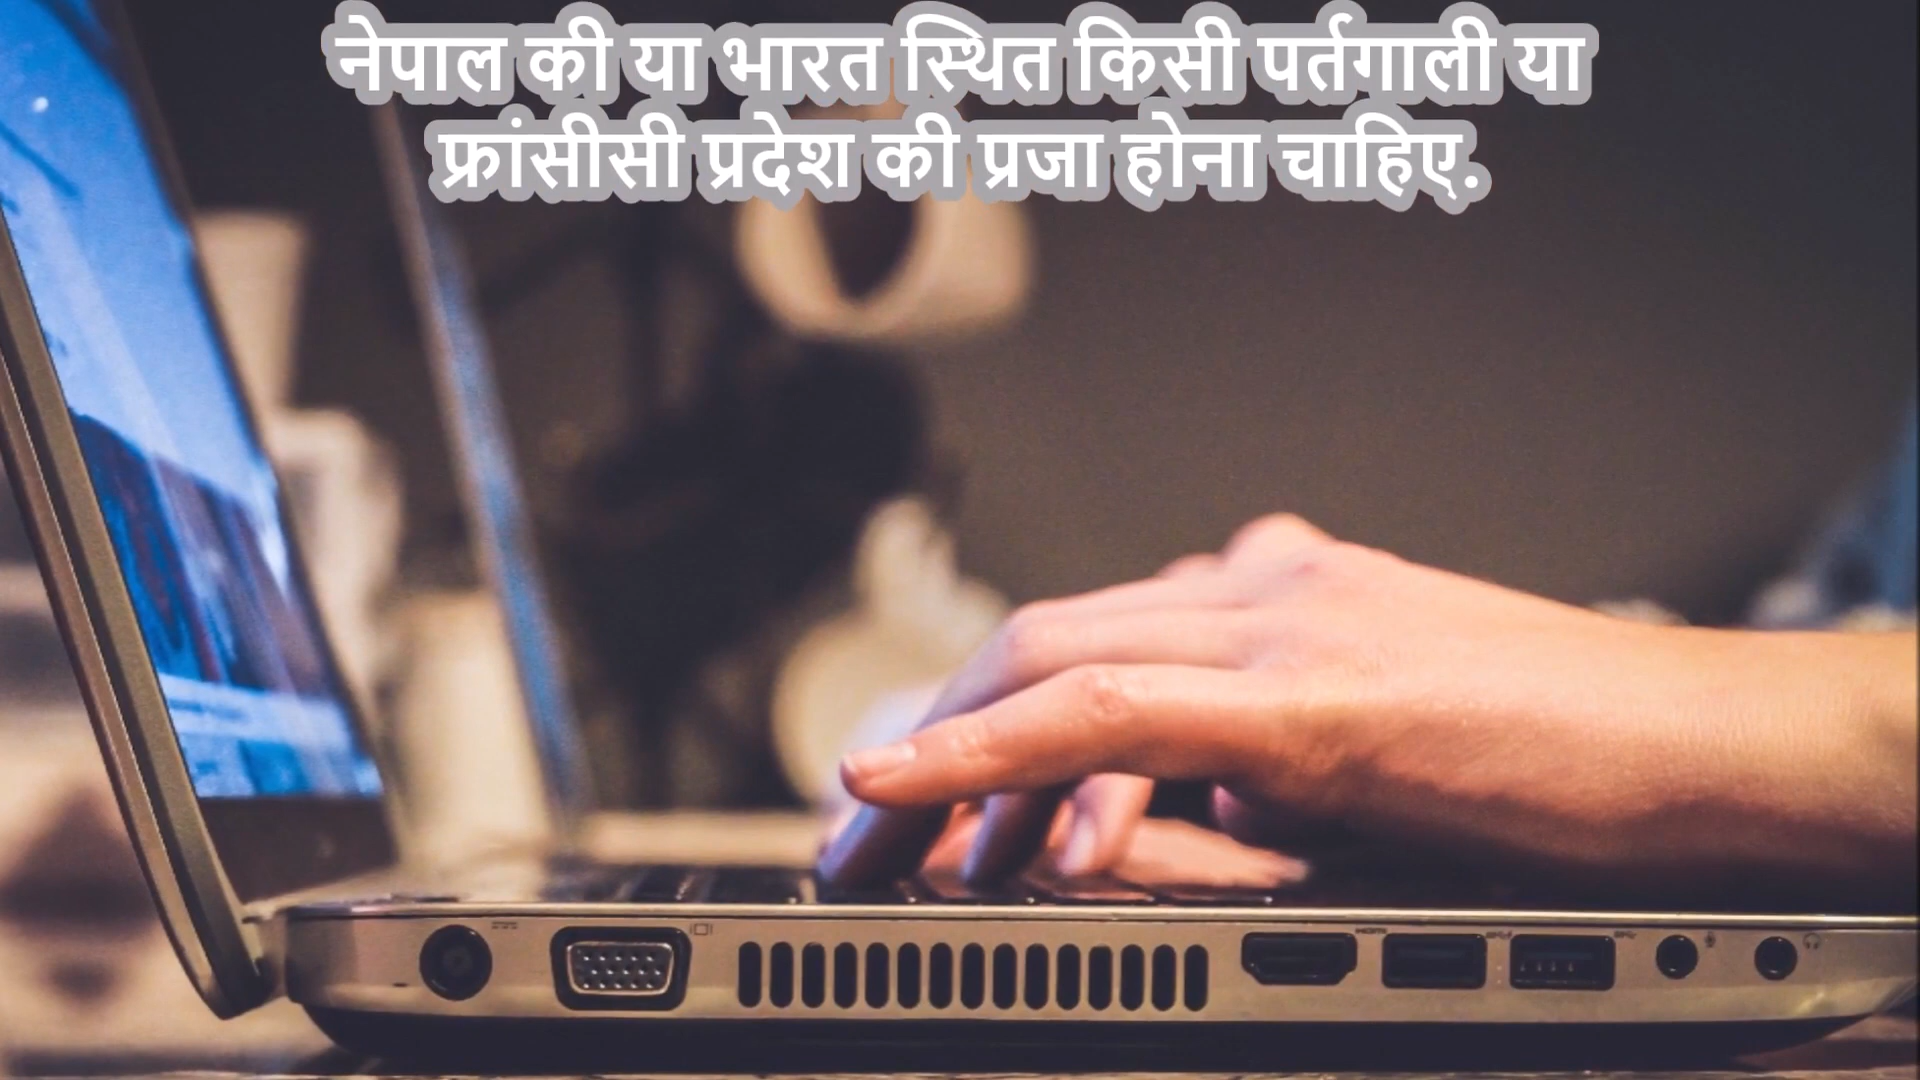 नेपाल की या भारत स्थित किसी पर्तगाली या
फ्रांसीसी प्रदेश की प्रजा होना चाहिए.